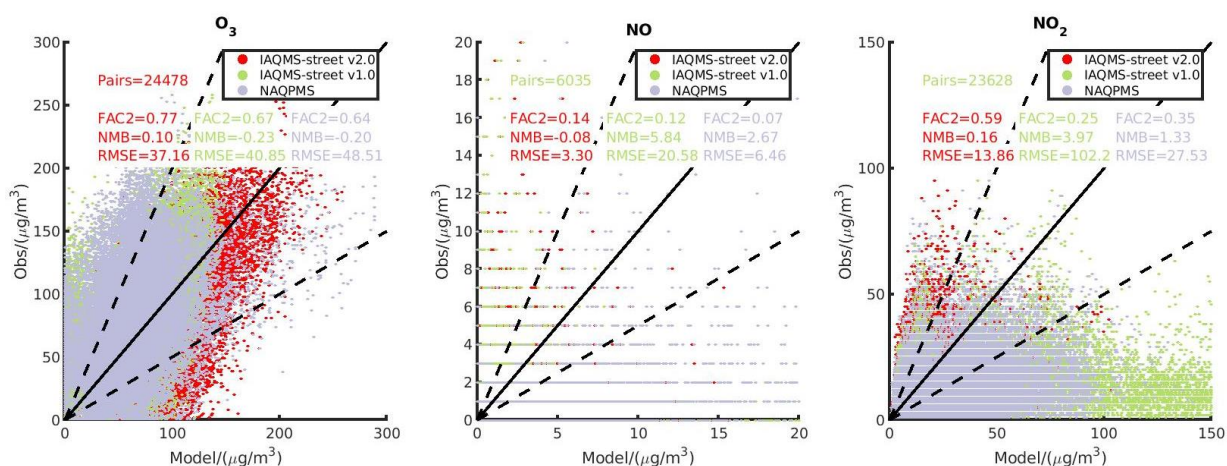 O3
300
250
200
150
100
50
0
0
100
200
300
Obs/(μg/m3)
Model/(μg/m3)
IAQMS-street v2.0
IAQMS-street v1.0
NAQPMS
Pairs=24478
FAC2=0.77 FAC2=0.67 FAC2=0.64
NMB=0.10 NMB=-0.23 NMB=-0.20
RMSE=37.16 RMSE=40.85 RMSE=48.51
NO
20
18
16
14
12
10
8
6
4
2
0
0
5
10
15
20
Obs/(μg/m3)
Model/(μg/m3)
IAQMS-street v2.0
IAQMS-street v1.0
NAQPMS
Pairs=6035
FAC2=0.14 FAC2=0.12 FAC2=0.07
NMB=-0.08 NMB=5.84 NMB=2.67
RMSE=3.30 RMSE=20.58 RMSE=6.46
NO2
150
100
50
0
0
50
100
150
Obs/(μg/m3)
Model/(μg/m3)
IAQMS-street v2.0
IAQMS-street v1.0
NAQPMS
Pairs=23628
FAC2=0.59 FAC2=0.25 FAC2=0.35
NMB=0.16 NMB=3.97 NMB=1.33
RMSE=13.86 RMSE=102.2 RMSE=27.53